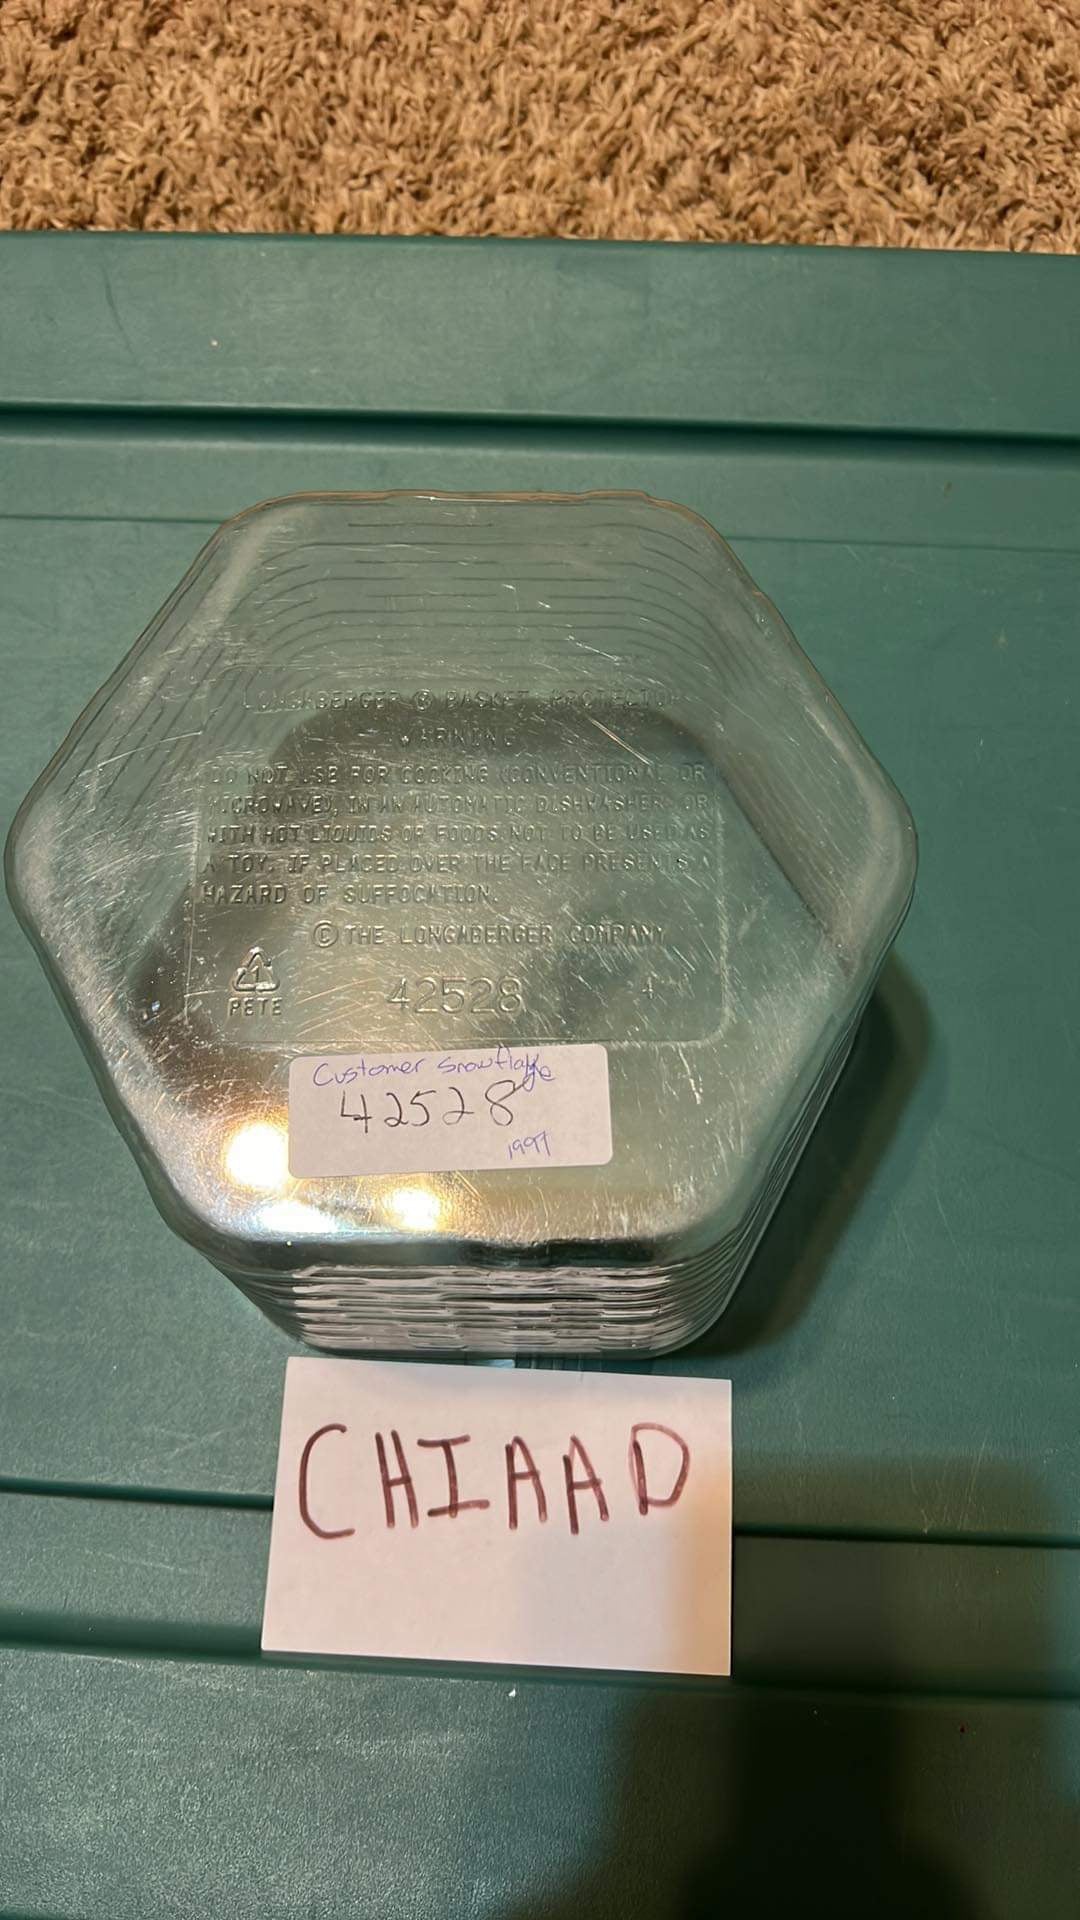 LONGABERGER ® BASKET PROTECTOR
WARNING
DO NOT USE FOR COOKING (CONVENTIONAL OR
MICROWAVE), IN AN AUTOMATIC DISHWASHER, OR
WITH HOT LIQUIDS OR FOODS. NOT TO BE USED AS
A TOY. IF PLACED OVER THE FACE PRESENTS A
HAZARD OF SUFFOCATION.
© THE LONGABERGER COMPANY
1
PETE 42528 4
Customer Snowflake
42528
1997
CHIAAD